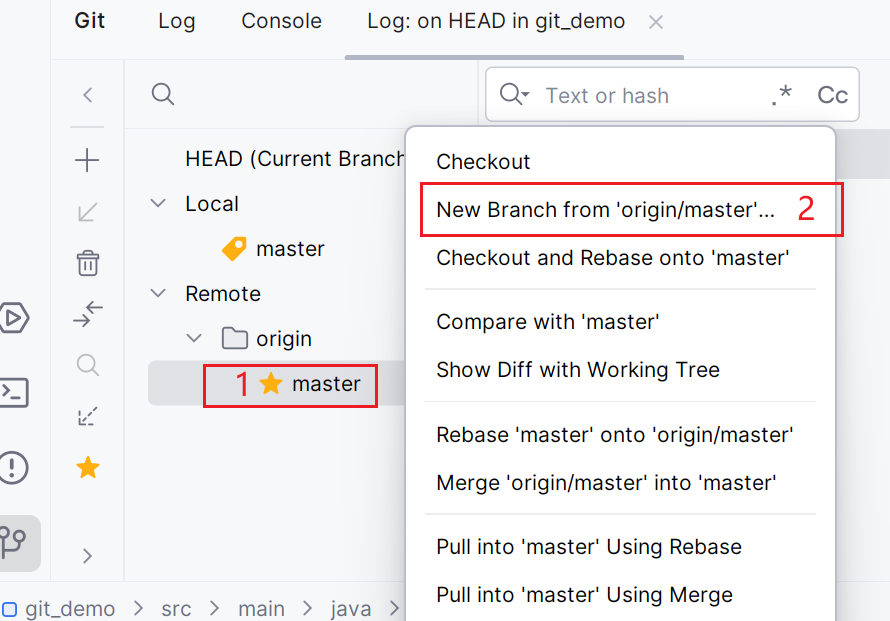 Git Log Console Log: on HEAD in git_demo
Text or hash .* Cc
HEAD (Current Branch
Local
master
Remote
origin
1 master
Checkout
New Branch from 'origin/master'... 2
Checkout and Rebase onto 'master'
Compare with 'master'
Show Diff with Working Tree
Rebase 'master' onto 'origin/master'
Merge 'origin/master' into 'master'
Pull into 'master' Using Rebase
Pull into 'master' Using Merge
git_demo > src > main > java >